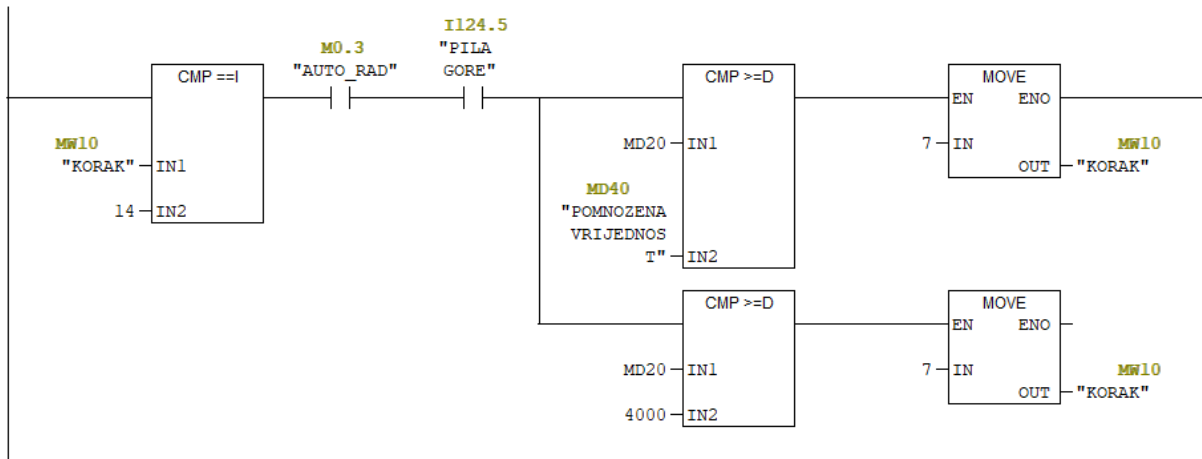 I124.5
M0.3
"PILA
"AUTO_RAD"
GORE"
CMP ==I
CMP >=D
MOVE
EN ENO
MW10
"KORAK"
IN1
MD20
IN1
7
IN
MW10
OUT
"KORAK"
14
IN2
MD40
"POMNOZENA
VRIJEDNOS
T"
IN2
CMP >=D
MOVE
EN ENO
MD20
IN1
7
IN
MW10
OUT
"KORAK"
4000
IN2